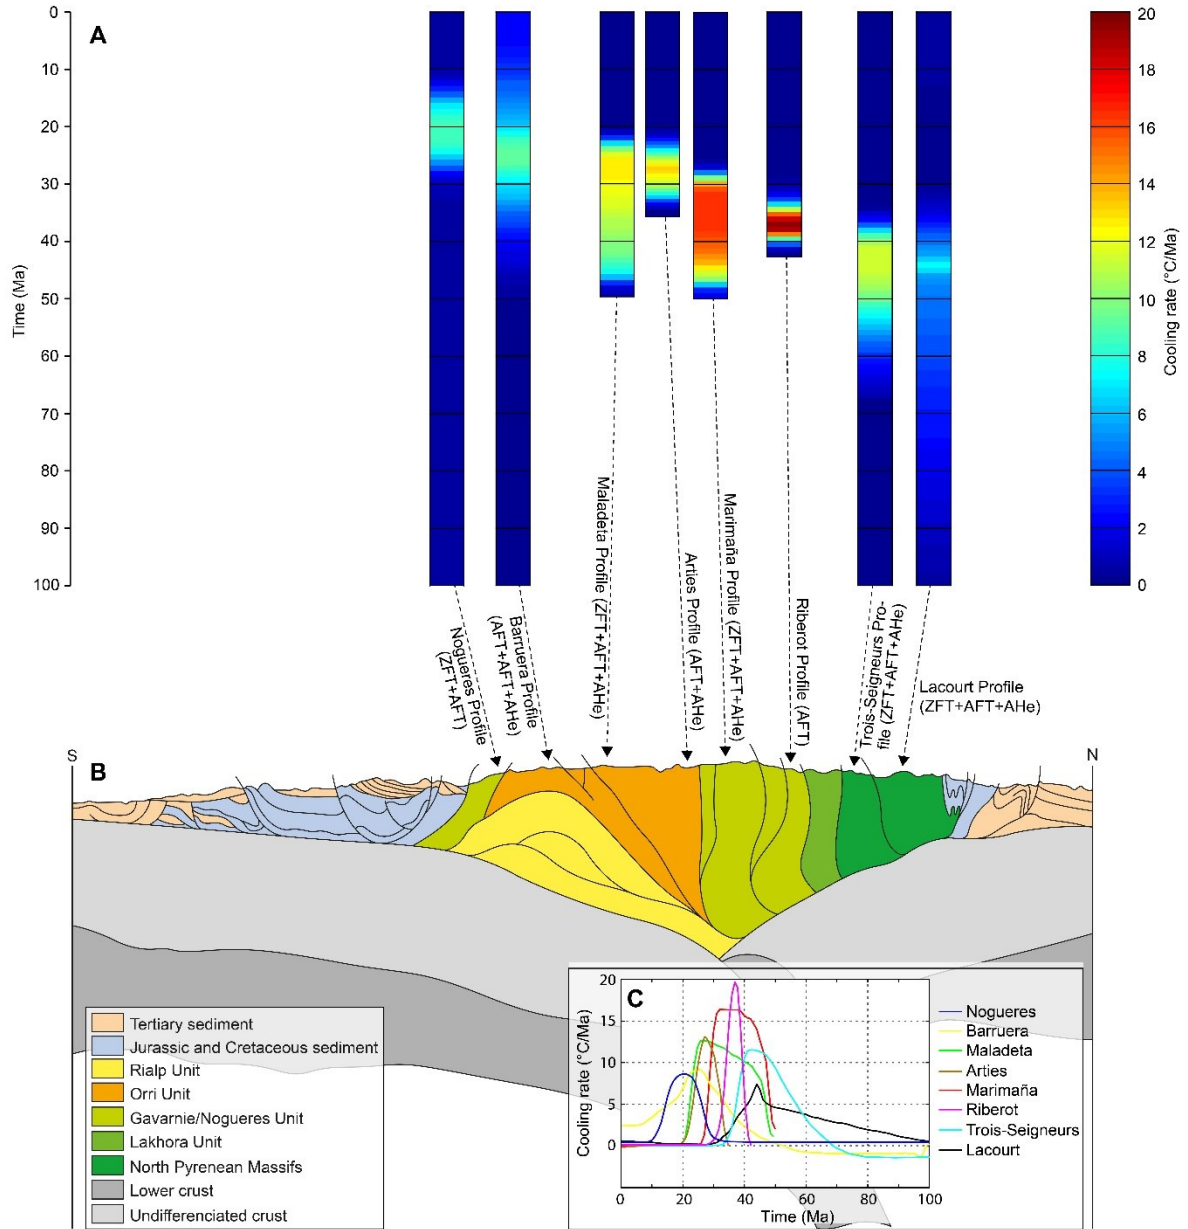 A
0
10
20
30
40
50
60
70
80
90
100
Time (Ma)
20
18
16
14
12
10
8
6
4
2
0
Cooling rate (°C/Ma)
Nogueres Profile
(ZFT+AFT)
Barruera Profile
(AFT+AFT+AHe)
Maladeta Profile (ZFT+AFT+AHe)
Arties Profile (AFT+AHe)
Marimaña Profile (ZFT+AFT+AHe)
Riberot Profile (AFT)
Trois-Seigneurs Pro-
file (ZFT+AFT+AHe)
Lacourt Profile
(ZFT+AFT+AHe)
S
N
B
Tertiary sediment
Jurassic and Cretaceous sediment
Rialp Unit
Orri Unit
Gavarnie/Nogueres Unit
Lakhora Unit
North Pyrenean Massifs
Lower crust
Undifferenciated crust
C
20
15
10
5
0
Cooling rate (°C/Ma)
0
20
40
60
80
100
Time (Ma)
Nogueres
Barruera
Maladeta
Arties
Marimaña
Riberot
Trois-Seigneurs
Lacourt